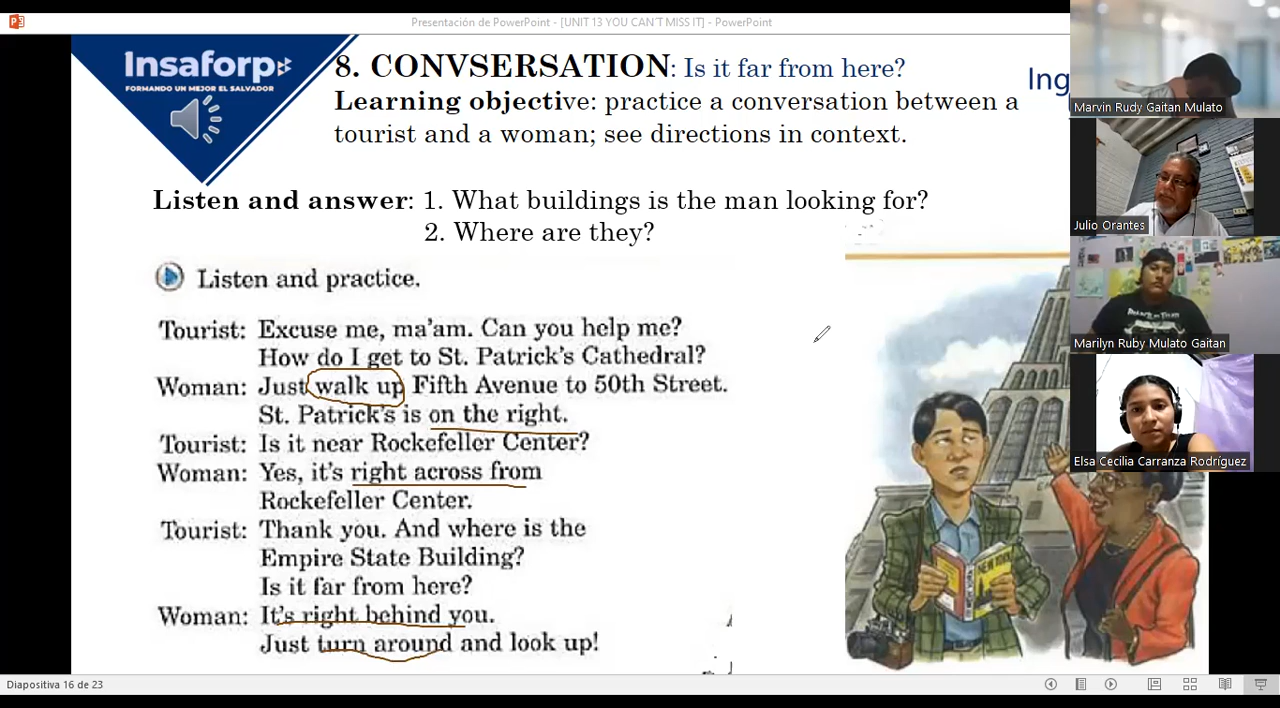 Presentación de PowerPoint - [UNIT 13 YOU CAN´T MISS IT] - PowerPoint
Insaforp
FORMANDO UN MEJOR EL SALVADOR
8. CONVSERSATION: Is it far from here?
Ing
Learning objective: practice a conversation between a
tourist and a woman; see directions in context.
Listen and answer: 1. What buildings is the man looking for?
2. Where are they?
Listen and practice.
Tourist: Excuse me, ma'am. Can you help me?
How do I get to St. Patrick's Cathedral?
Woman: Just walk up Fifth Avenue to 50th Street.
St. Patrick's is on the right.
Tourist: Is it near Rockefeller Center?
Woman: Yes, it's right across from
Rockefeller Center.
Tourist: Thank you. And where is the
Empire State Building?
Is it far from here?
Woman: It's right behind you.
Just turn around and look up!
NEW YORK
Marvin Rudy Gaitan Mulato
Julio Orantes
Marilyn Ruby Mulato Gaitan
Elsa Cecilia Carranza Rodríguez
Diapositiva 16 de 23